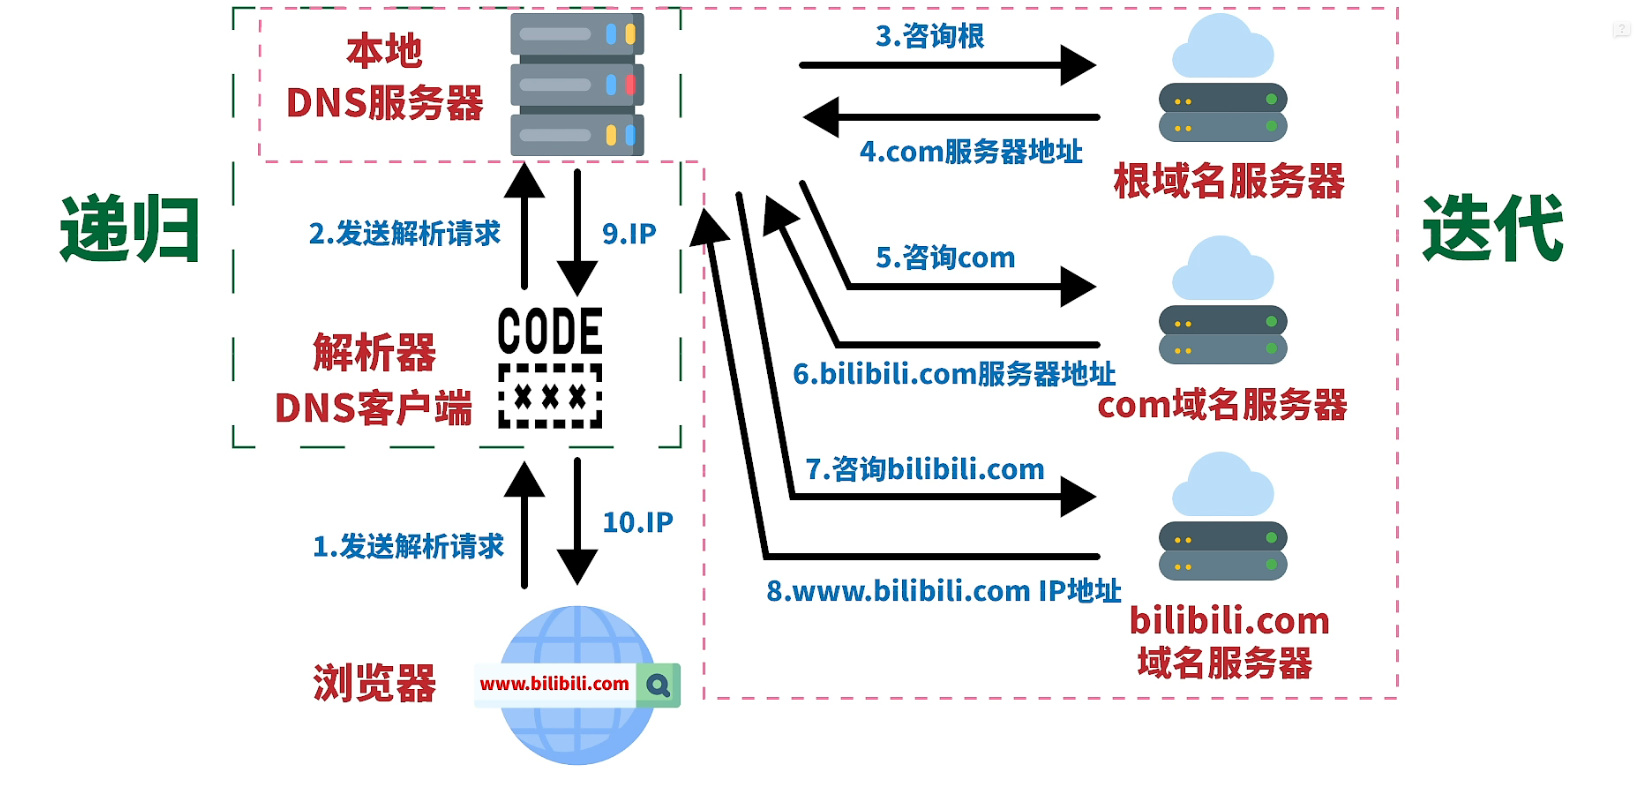 本地
DNS服务器
3.咨询根
4.com服务器地址
根域名服务器
递归
迭代
2.发送解析请求
9.IP
5.咨询com
CODE
解析器
DNS客户端
6.bilibili.com服务器地址
com域名服务器
7.咨询bilibili.com
1.发送解析请求
10.IP
8.www.bilibili.com IP地址
bilibili.com
域名服务器
浏览器
www.bilibili.com